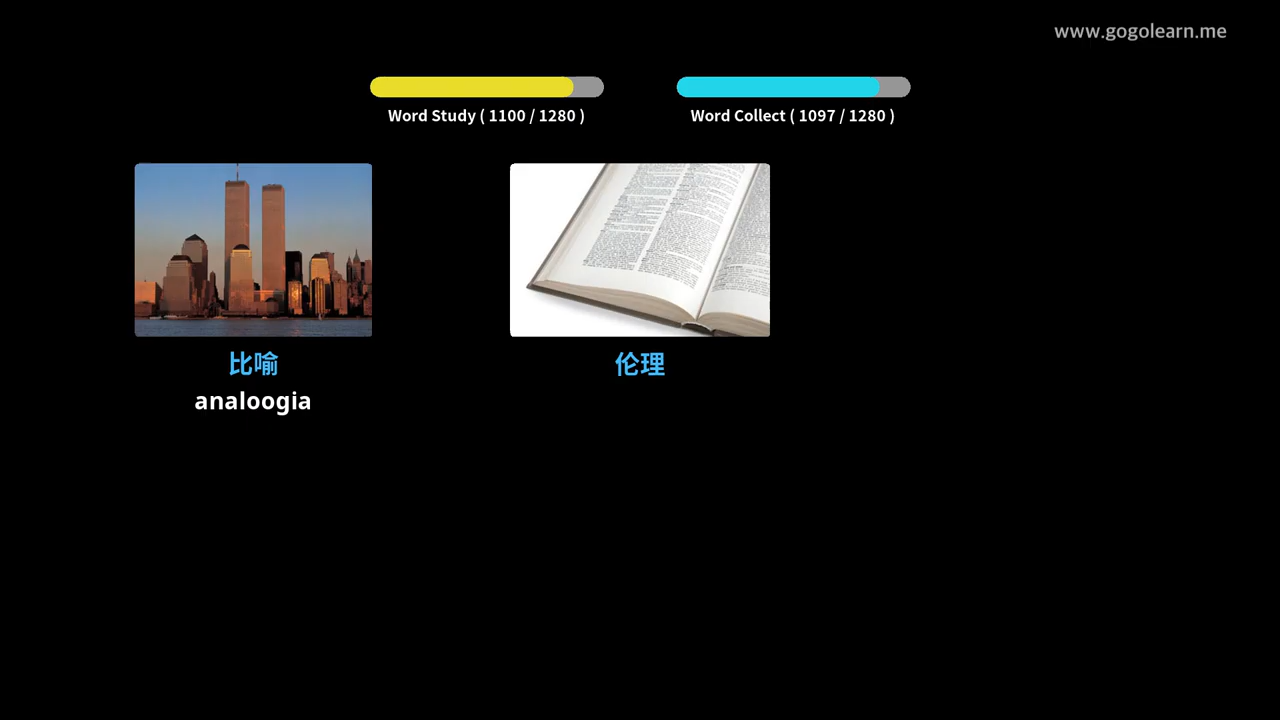 www.gogolearn.me
Word Study ( 1100 / 1280 )
Word Collect ( 1097 / 1280 )
比喻
伦理
analoogia